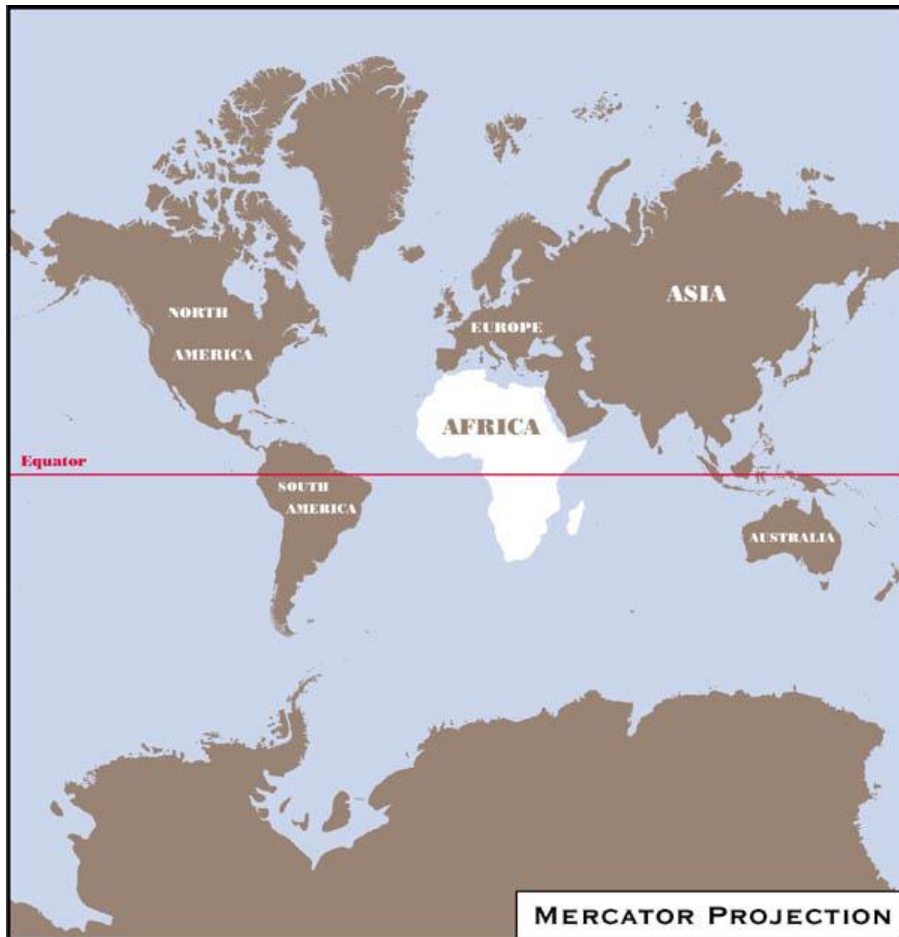 ASIA
NORTH
EUROPE
AMERICA
AFRICA
Equator
SOUTH
AMERICA
AUSTRALIA
MERCATOR PROJECTION